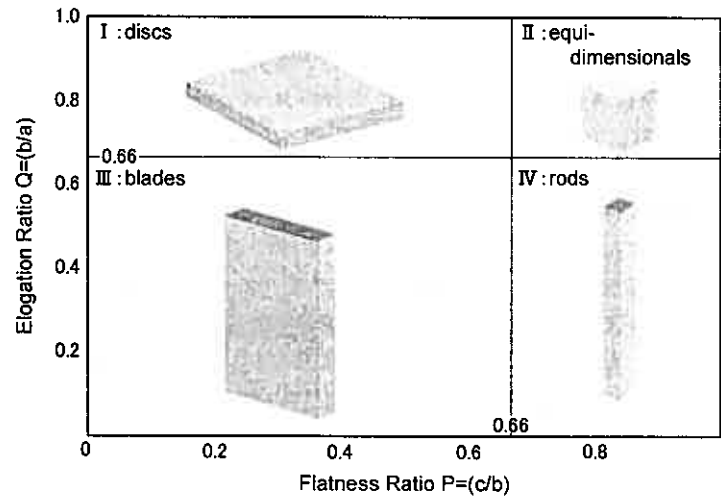 1.0
0.8
0.66
0.6
0.4
0.2
0
Elogation Ratio Q=(b/a)
Ⅰ :discs
Ⅱ :equi-
dimensionals
Ⅲ :blades
Ⅳ :rods
0.66
0
0.2
0.4
0.6
0.8
Flatness Ratio P=(c/b)